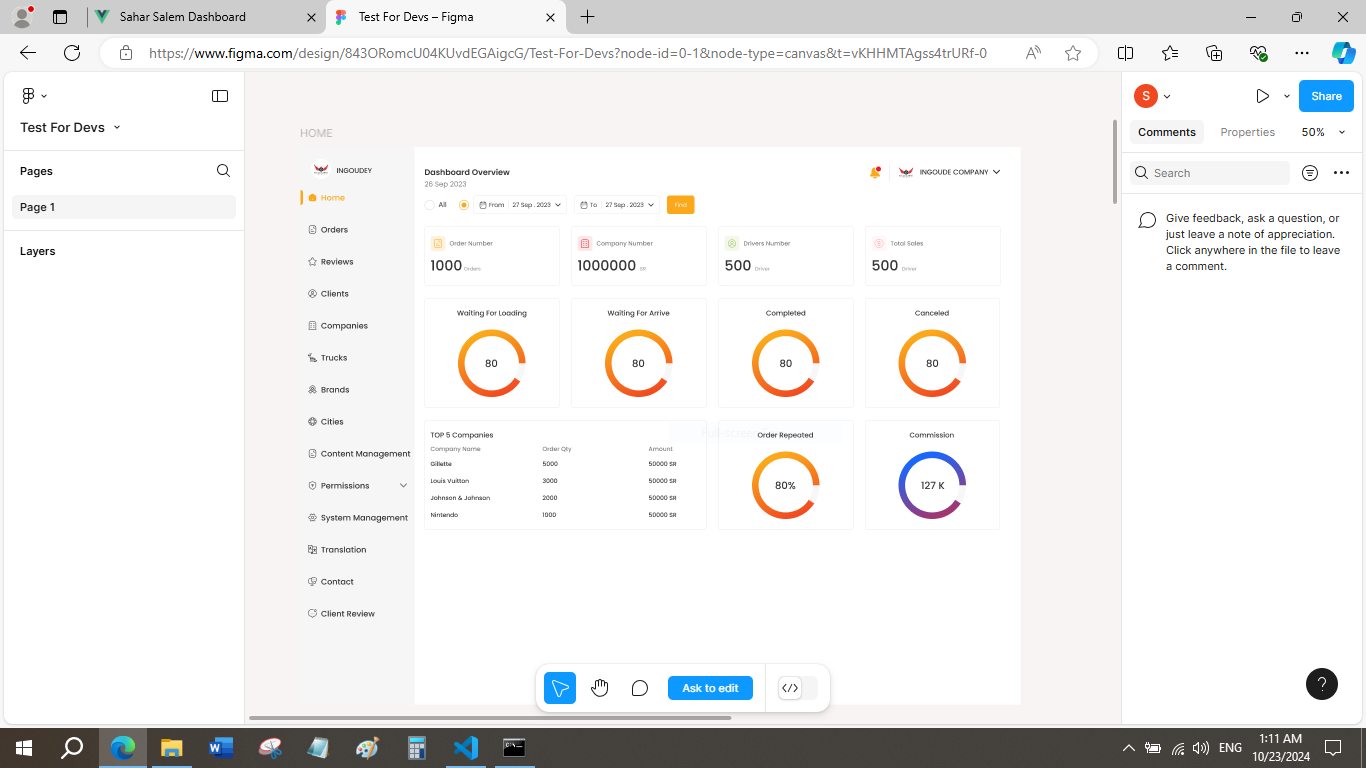 Sahar Salem Dashboard
Test For Devs – Figma
https://www.figma.com/design/843ORomcU04KUvdEGAigcG/Test-For-Devs?node-id=0-1&node-type=canvas&t=vKHHMTAgss4trURf-0
Test For Devs
Pages
Page 1
Layers
HOME
INGOUDEY
Home
Orders
Reviews
Clients
Companies
Trucks
Brands
Cities
Content Management
Permissions
System Management
Translation
Contact
Client Review
Dashboard Overview
26 Sep 2023
INGOUDE COMPANY
All From 27 Sep . 2023 To 27 Sep . 2023 Find
Order Number
1000 Orders
Company Number
1000000 SR
Drivers Number
500 Driver
Total Sales
500 Driver
Waiting For Loading
80
Waiting For Arrive
80
Completed
80
Canceled
80
TOP 5 Companies
Company Name Order Qty Amount
Gillette 5000 50000 SR
Louis Vuitton 3000 50000 SR
Johnson & Johnson 2000 50000 SR
Nintendo 1000 50000 SR
Order Repeated
80%
Commission
127 K
Ask to edit
S
Share
Comments Properties 50%
Search
Give feedback, ask a question, or
just leave a note of appreciation.
Click anywhere in the file to leave
a comment.
?
ENG
1:11 AM
10/23/2024